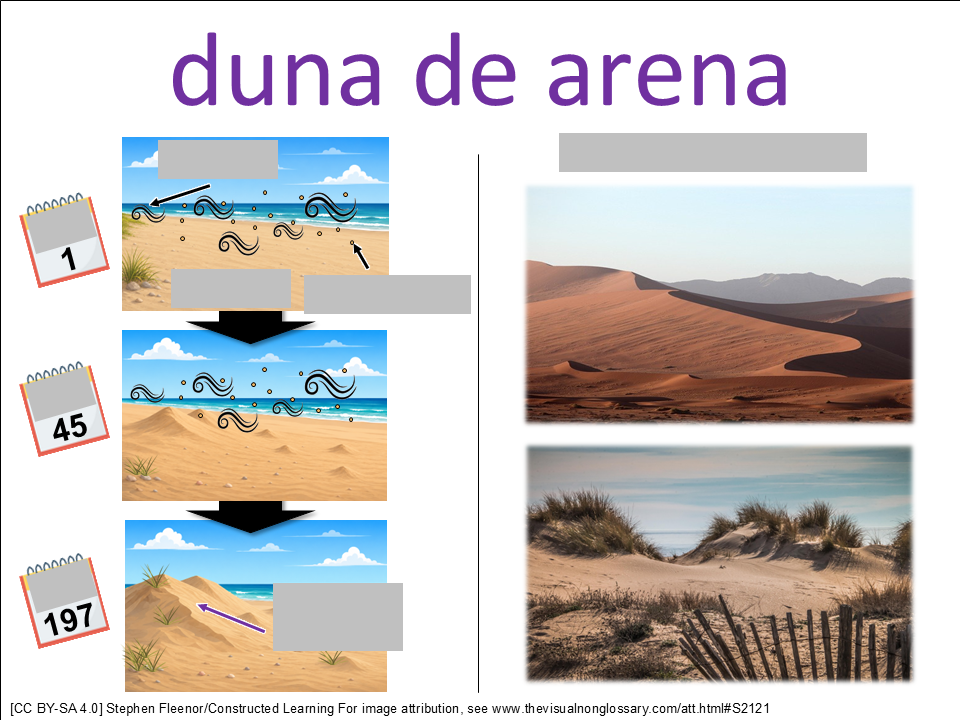 duna de arena
1
45
197
[CC BY-SA 4.0] Stephen Fleenor/Constructed Learning For image attribution, see www.thevisualnonglossary.com/att.html#S2121